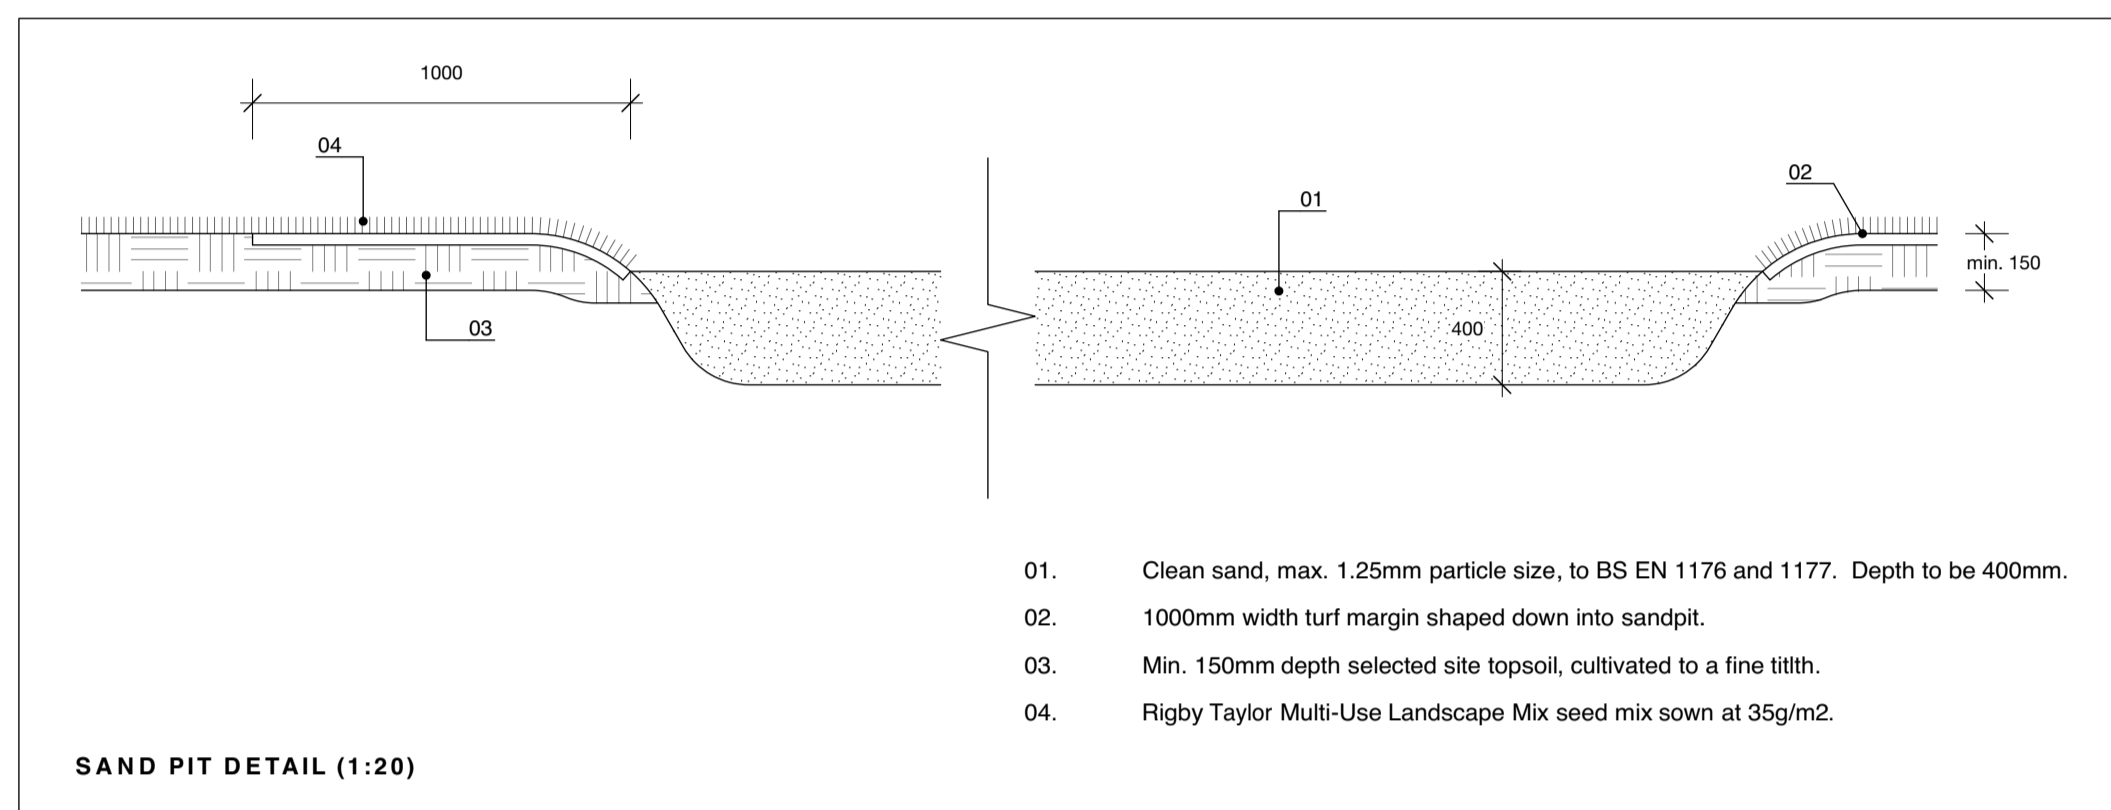 1000
04
02
01
min. 150
03
400
01. Clean sand, max. 1.25mm particle size, to BS EN 1176 and 1177. Depth to be 400mm.
02. 1000mm width turf margin shaped down into sandpit.
03. Min. 150mm depth selected site topsoil, cultivated to a fine titlth.
04. Rigby Taylor Multi-Use Landscape Mix seed mix sown at 35g/m2.
SAND PIT DETAIL (1:20)